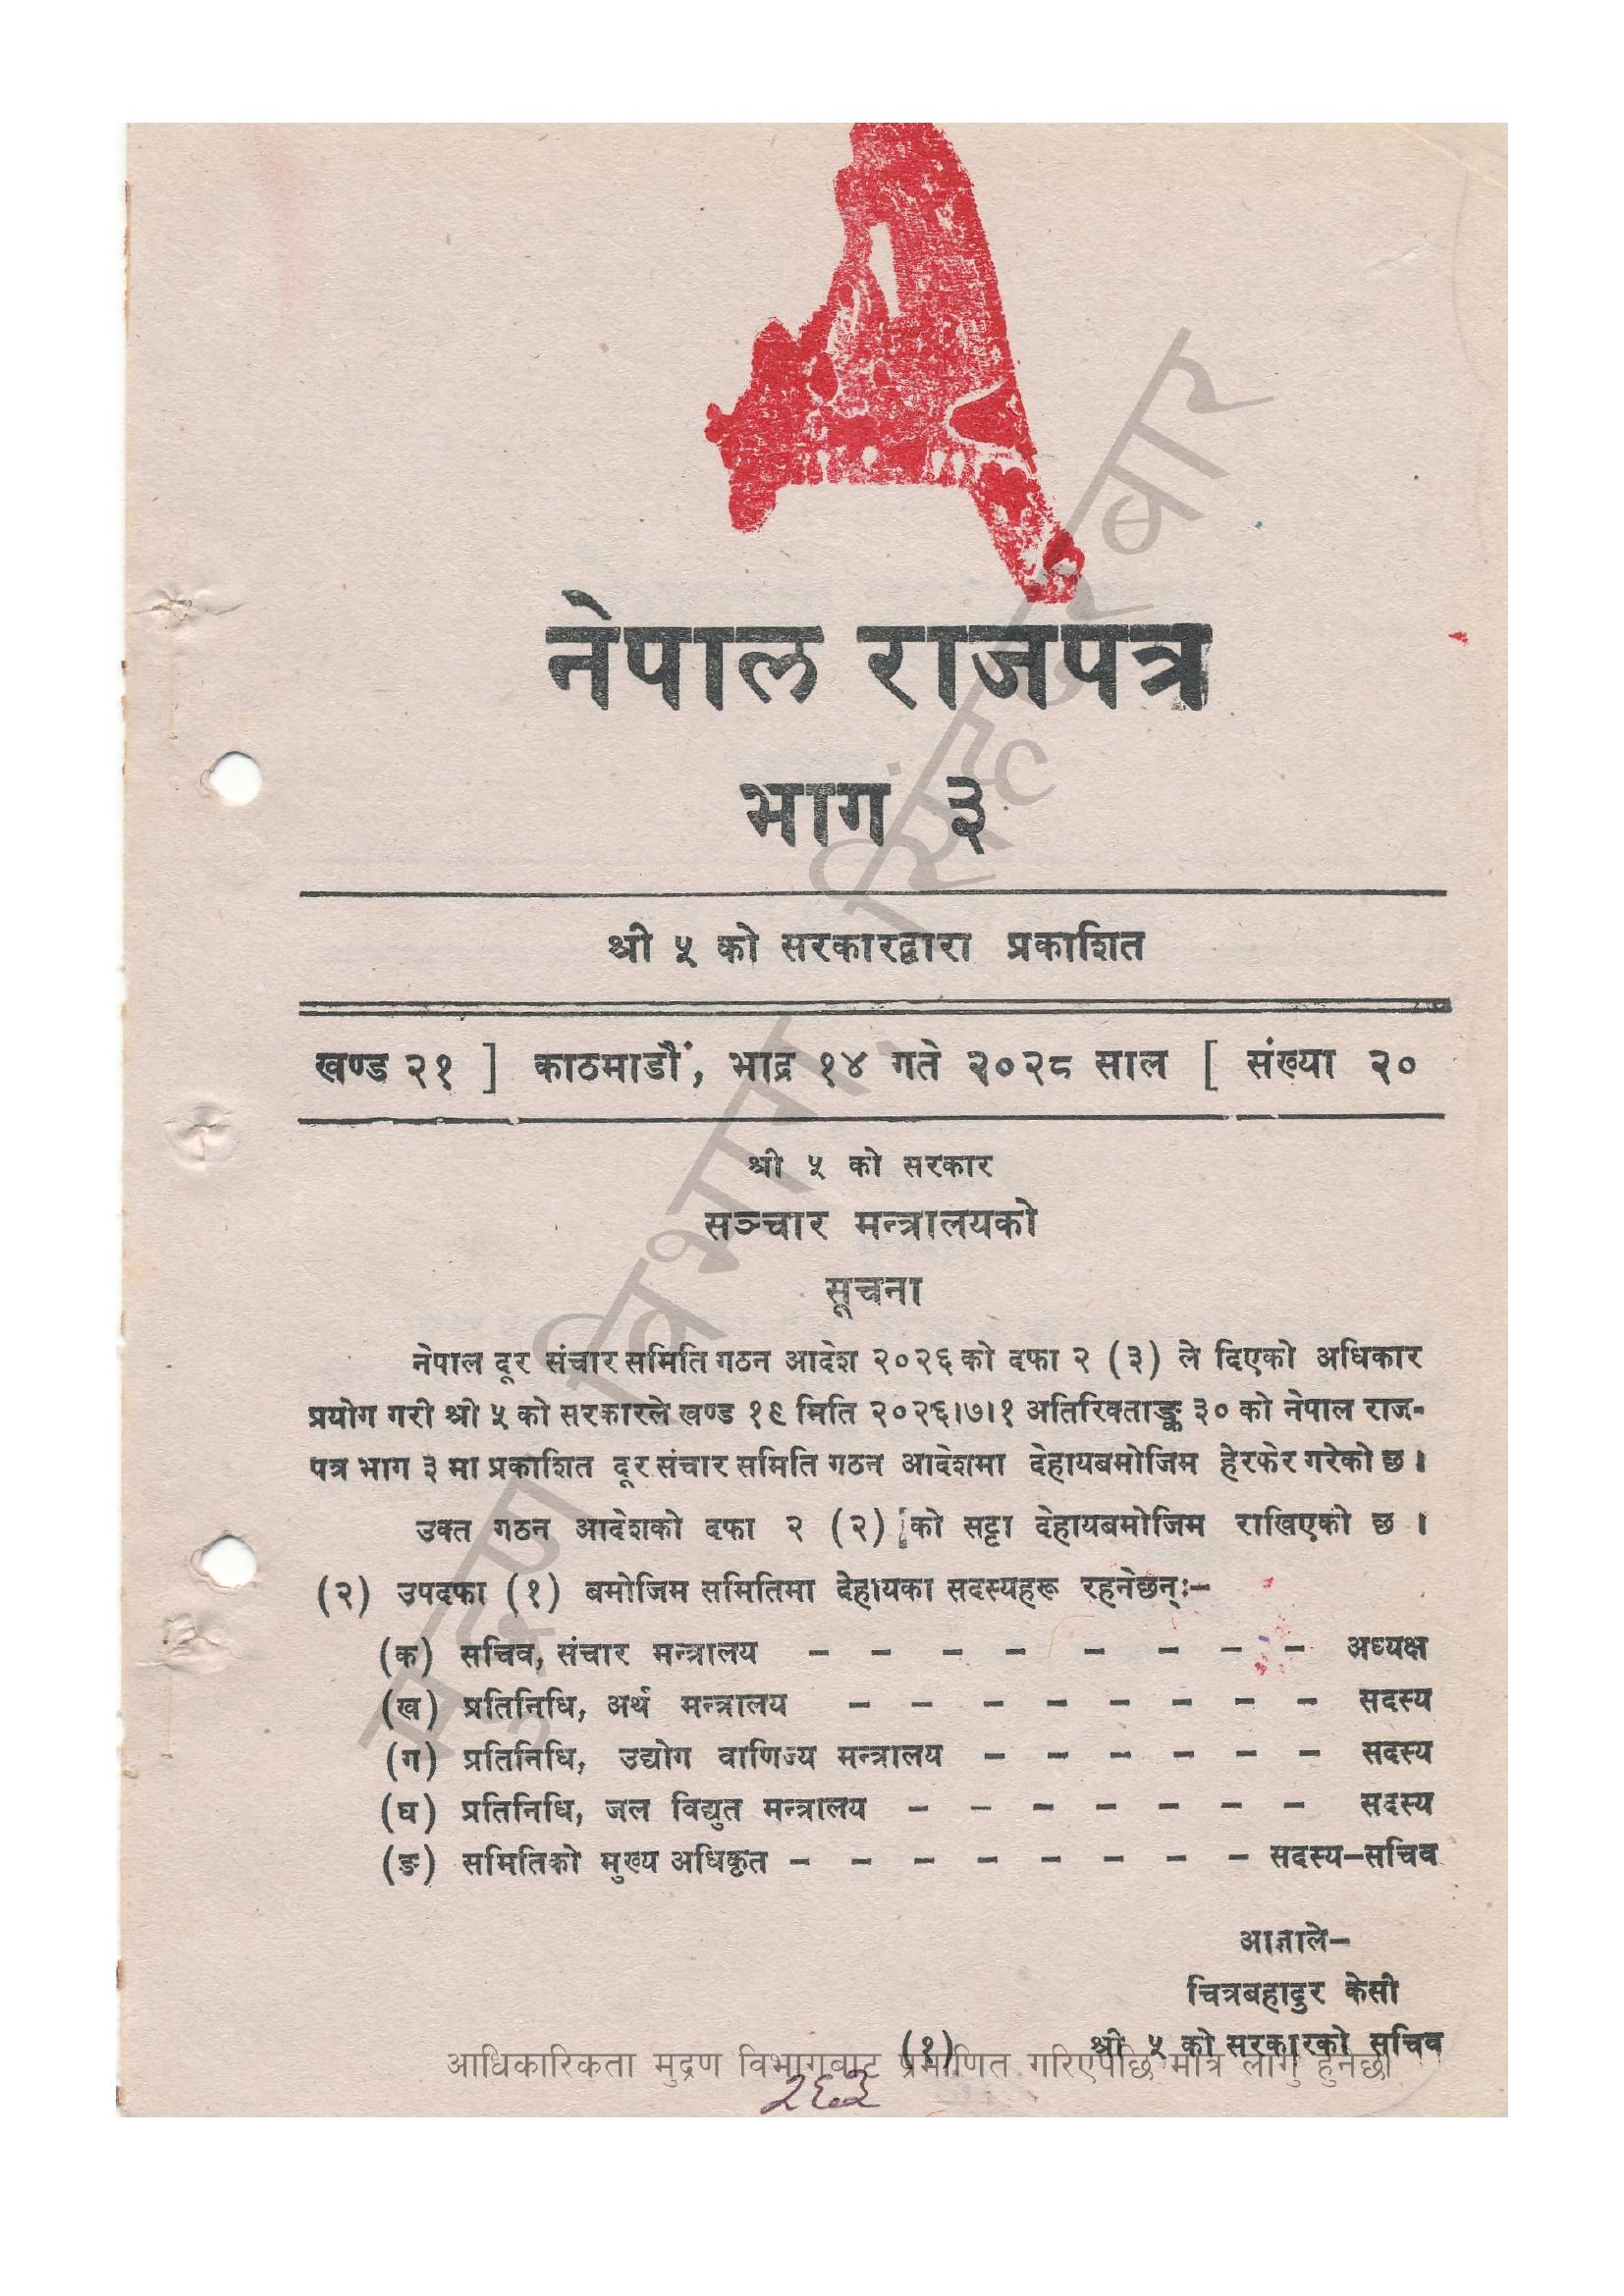 नेपाल राजपत्र
भाग ३
श्री ५ को सरकारद्वारा प्रकाशित
खण्ड २१ ] काठमाडौं, भाद्र १४ गते २०२८ साल [ संख्या २०
श्री ५ को सरकार
सञ्चार मन्त्रालयको
सूचना
नेपाल दूर संचार समिति गठन आदेश २०२६ को दफा २ (३) ले दिएको अधिकार
प्रयोग गरी श्री ५ को सरकारले खण्ड १९ मिति २०२६।७।१ अतिरिक्ताङ्क ३० को नेपाल राज-
पत्र भाग ३ मा प्रकाशित दूर संचार समिति गठन आदेशमा देहायबमोजिम हेरफेर गरेको छ ।
उक्त गठन आदेशको दफा २ (२) को सट्टा देहायबमोजिम राखिएको छ ।
(२) उपदफा (१) बमोजिम समितिमा देहायका सदस्यहरू रहनेछन्ः–
(क) सचिव, संचार मन्त्रालय – – – – – – – – अध्यक्ष
(ख) प्रतिनिधि, अर्थ मन्त्रालय – – – – – – – – सदस्य
(ग) प्रतिनिधि, उद्योग वाणिज्य मन्त्रालय – – – – – – सदस्य
(घ) प्रतिनिधि, जल विद्युत मन्त्रालय – – – – – – – सदस्य
(ङ) समितिको मुख्य अधिकृत – – – – – – – – सदस्य–सचिव
आज्ञाले–
चित्रबहादुर केसी
(१) श्री ५ को सरकारको सचिव
आधिकारिकता मुद्रण विभागबाट प्रमाणित गरिएपछि मात्र लागु हुनेछ।
२६३
मुद्रण विभाग, सिंहदरवार